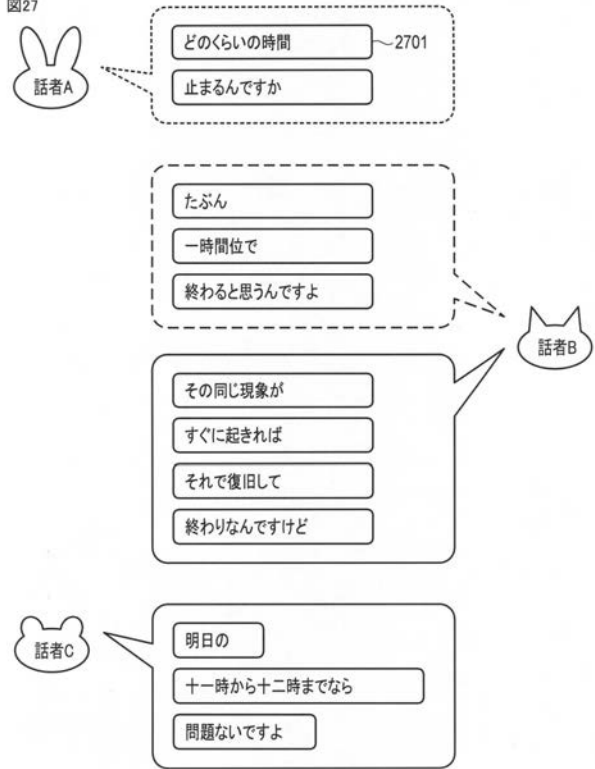 図27
話者A
どのくらいの時間
2701
止まるんですか
たぶん
一時間位で
終わると思うんですよ
話者B
その同じ現象が
すぐに起きれば
それで復旧して
終わりなんですけど
話者C
明日の
十一時から十二時までなら
問題ないですよ